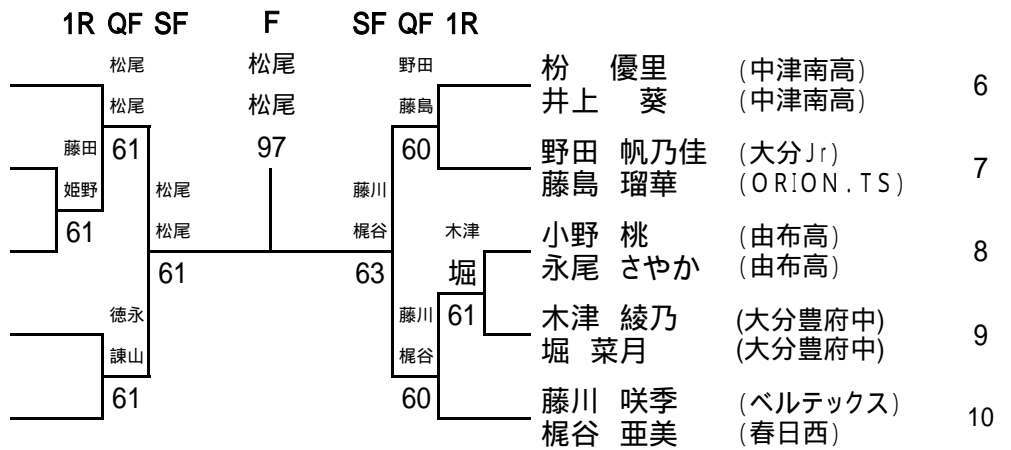 1R QF SF F SF QF 1R
松尾 松尾 野田 枌 優里 (中津南高)
松尾 松尾 藤島 井上 葵 (中津南高) 6
藤田 61 97 60 野田 帆乃佳 (大分Jr)
姫野 松尾 藤川 藤島 瑠華 (ORION.TS) 7
61 松尾 梶谷 木津 小野 桃 (由布高)
61 63 堀 永尾 さやか (由布高) 8
徳永 藤川 61 木津 綾乃 (大分豊府中)
諌山 梶谷 堀 菜月 (大分豊府中) 9
61 60 藤川 咲季 (ベルテックス)
梶谷 亜美 (春日西) 10